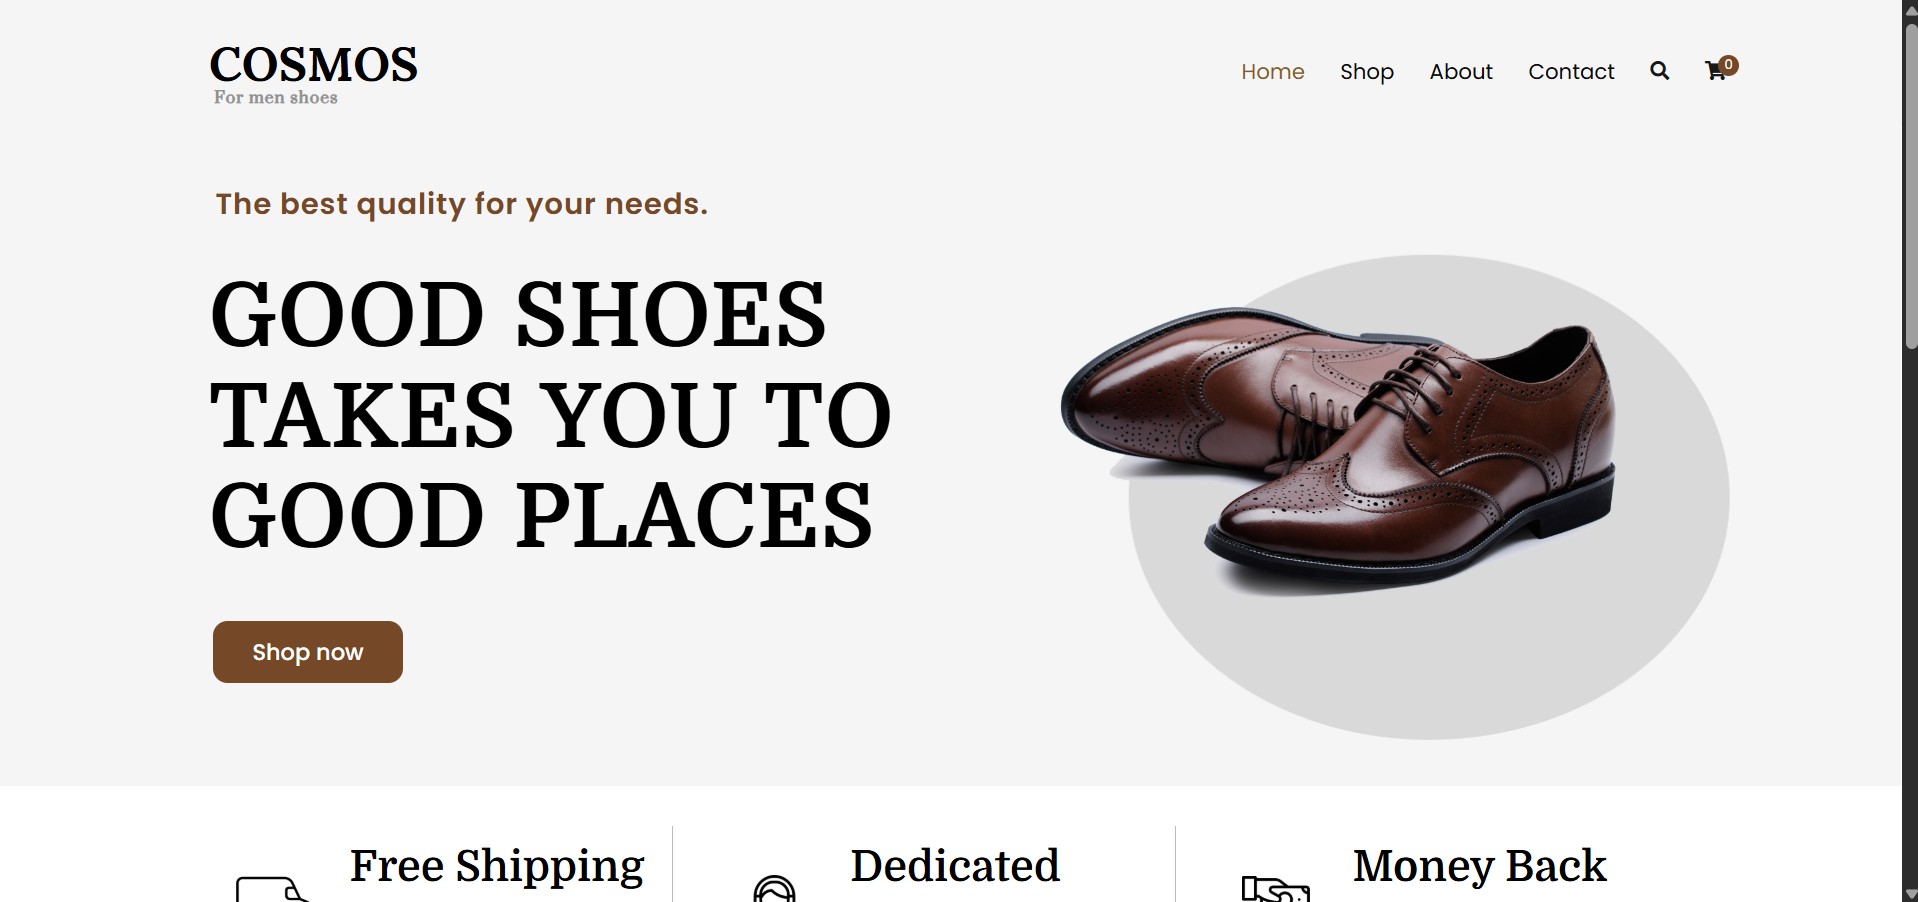 COSMOS
For men shoes
Home Shop About Contact 0
The best quality for your needs.
GOOD SHOES
TAKES YOU TO
GOOD PLACES
Shop now
Free Shipping Dedicated Money Back